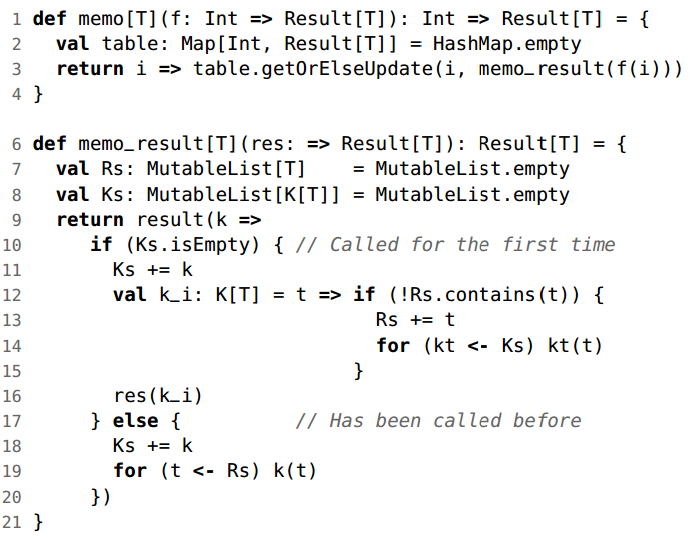 1 def memo[T](f: Int => Result[T]): Int => Result[T] = {
2   val table: Map[Int, Result[T]] = HashMap.empty
3   return i => table.getOrElseUpdate(i, memo_result(f(i)))
4 }
6 def memo_result[T](res: => Result[T]): Result[T] = {
7   val Rs: MutableList[T]    = MutableList.empty
8   val Ks: MutableList[K[T]] = MutableList.empty
9   return result(k =>
10      if (Ks.isEmpty) { // Called for the first time
11        Ks += k
12        val k_i: K[T] = t => if (!Rs.contains(t)) {
13                               Rs += t
14                               for (kt <- Ks) kt(t)
15                             }
16        res(k_i)
17      } else {          // Has been called before
18        Ks += k
19        for (t <- Rs) k(t)
20      })
21 }